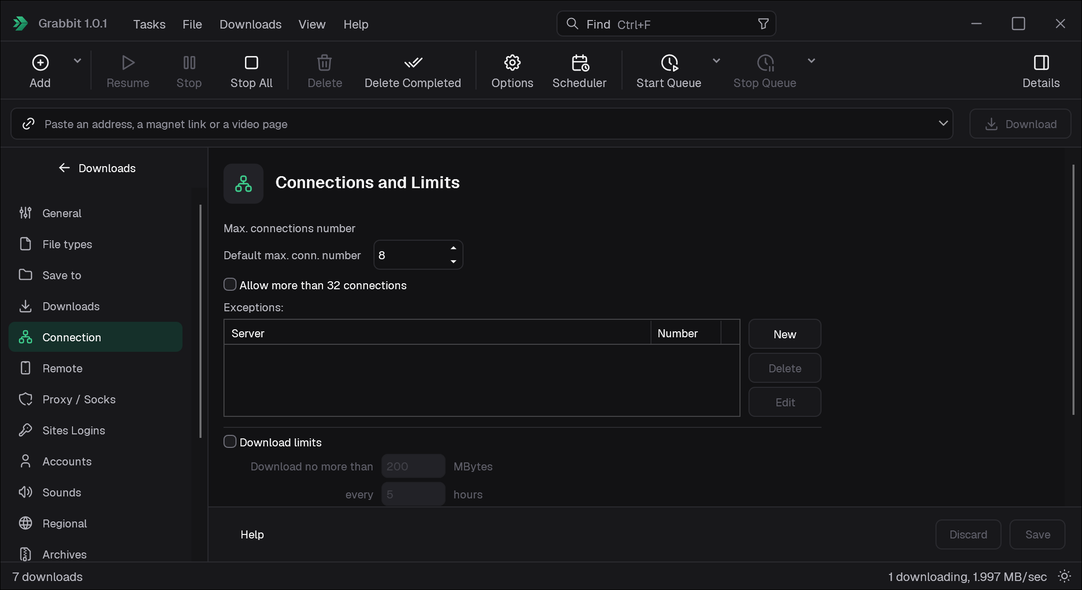 Grabbit 1.0.1 Tasks File Downloads View Help Find Ctrl+F
Add Resume Stop Stop All Delete Delete Completed Options Scheduler Start Queue Stop Queue Details
Paste an address, a magnet link or a video page Download
Downloads
General
File types
Save to
Downloads
Connection
Remote
Proxy / Socks
Sites Logins
Accounts
Sounds
Regional
Archives
Connections and Limits
Max. connections number
Default max. conn. number 8
Allow more than 32 connections
Exceptions:
Server Number
New
Delete
Edit
Download limits
Download no more than 200 MBytes
every 5 hours
Help Discard Save
7 downloads 1 downloading, 1.997 MB/sec